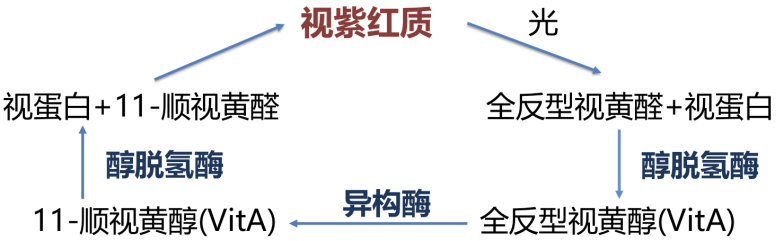 视紫红质
光
视蛋白+11-顺视黄醛
全反型视黄醛+视蛋白
醇脱氢酶
醇脱氢酶
异构酶
11-顺视黄醇(VitA)
全反型视黄醇(VitA)